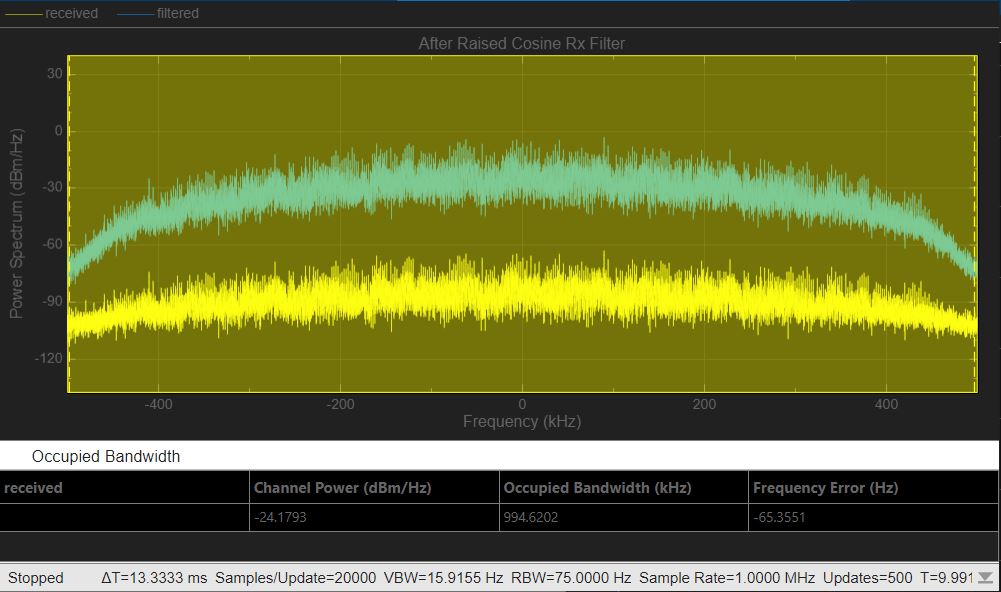 received filtered
After Raised Cosine Rx Filter
30
0
-30
-60
-90
-120
Power Spectrum (dBm/Hz)
-400 -200 0 200 400
Frequency (kHz)
Occupied Bandwidth
received Channel Power (dBm/Hz) Occupied Bandwidth (kHz) Frequency Error (Hz)
-24.1793 994.6202 -65.3551
Stopped ΔT=13.3333 ms Samples/Update=20000 VBW=15.9155 Hz RBW=75.0000 Hz Sample Rate=1.0000 MHz Updates=500 T=9.991